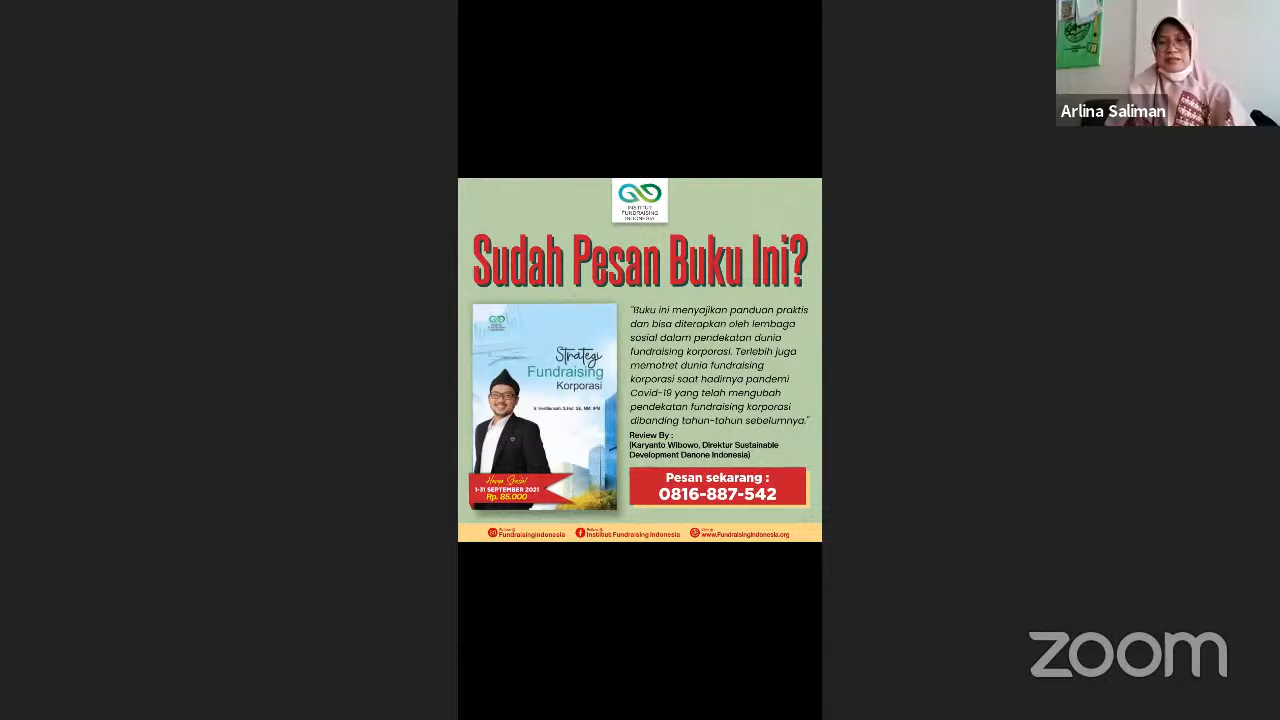 Arlina Saliman
INSTITUT
FUNDRAISING
INDONESIA
Sudah Pesan Buku Ini?
Strategi
Fundraising
Korporasi
"Buku ini menyajikan panduan praktis
dan bisa diterapkan oleh lembaga
sosial dalam pendekatan dunia
fundraising korporasi. Terlebih juga
memotret dunia fundraising
korporasi saat hadirnya pandemi
Covid-19 yang telah mengubah
pendekatan fundraising korporasi
dibanding tahun-tahun sebelumnya."
Review By :
(Karyanto Wibowo, Direktur Sustainable
Development Danone Indonesia)
1-31 SEPTEMBER 2021
Rp. 85.000
Pesan sekarang :
0816-887-542
Follow @
FundraisingIndonesia
Follow @
Institut Fundraising Indonesia
www.FundraisingIndonesia.org
zoom